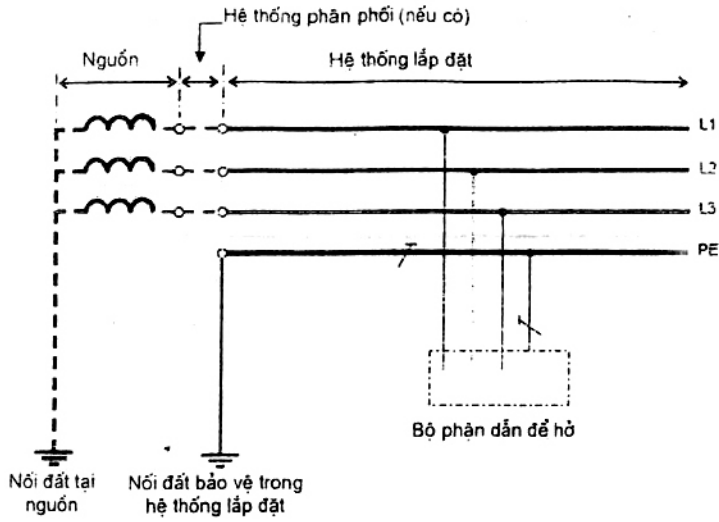 Hệ thống phân phối (nếu có)
Nguồn
Hệ thống lắp đặt
L1
L2
L3
PE
Bộ phận dẫn để hở
Nối đất tại
nguồn
Nối đất bảo vệ trong
hệ thống lắp đặt